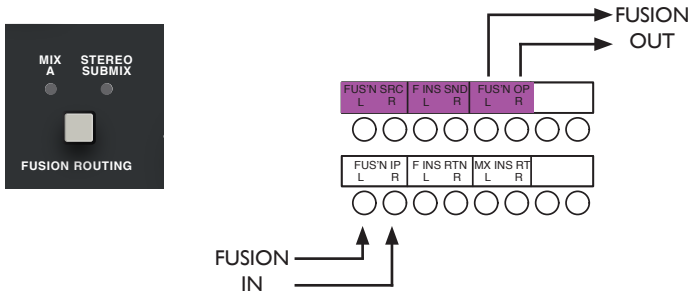 MIX A
STEREO SUBMIX
FUSION ROUTING
FUSION OUT
FUS'N SRC L R
F INS SND L R
FUS'N OP L R
FUS'N IP L R
F INS RTN L R
MX INS RT L R
FUSION IN